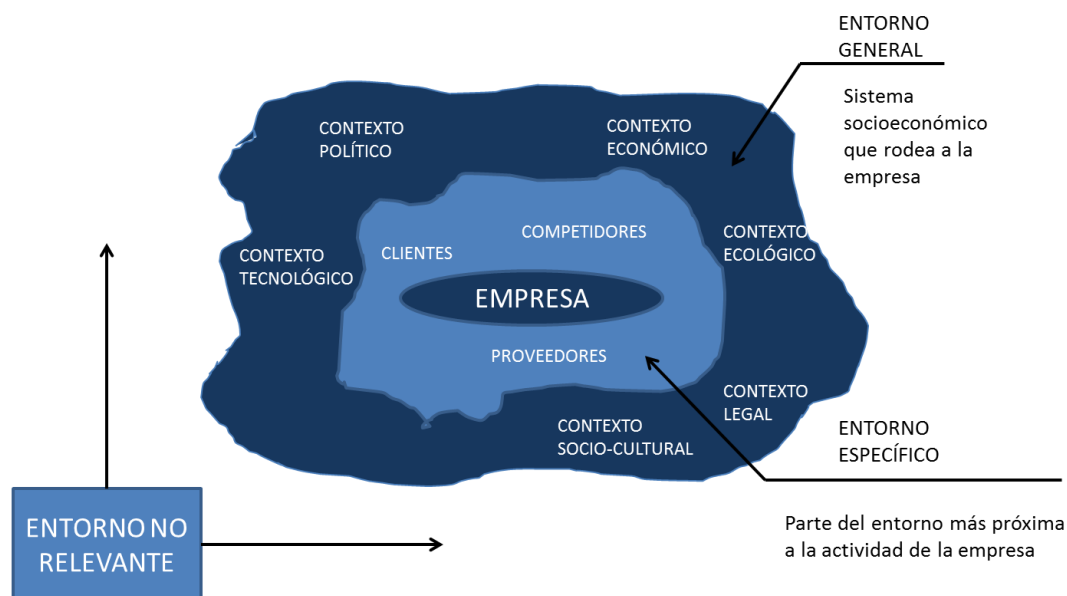 ENTORNO
GENERAL
Sistema
socioeconómico
que rodea a la
empresa
CONTEXTO
POLÍTICO
CONTEXTO
ECONÓMICO
CONTEXTO
TECNOLÓGICO
CLIENTES
COMPETIDORES
CONTEXTO
ECOLÓGICO
EMPRESA
PROVEEDORES
CONTEXTO
LEGAL
CONTEXTO
SOCIO-CULTURAL
ENTORNO
ESPECÍFICO
Parte del entorno más próxima
a la actividad de la empresa
ENTORNO NO
RELEVANTE